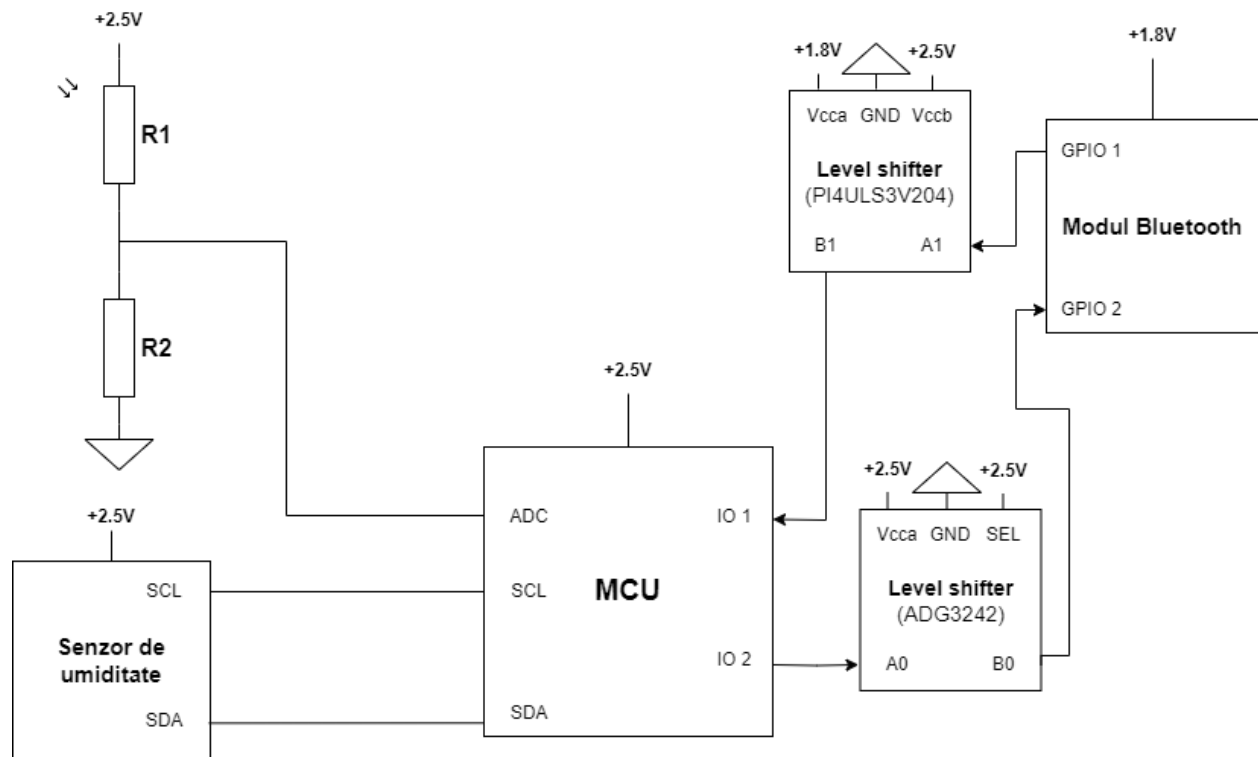 +2.5V
R1
R2
+2.5V
SCL
Senzor de
umiditate
SDA
+2.5V
ADC
SCL
SDA
MCU
IO 1
IO 2
+1.8V
+2.5V
Vcca GND Vccb
Level shifter
(PI4ULS3V204)
B1 A1
+1.8V
GPIO 1
Modul Bluetooth
GPIO 2
+2.5V
+2.5V
Vcca GND SEL
Level shifter
(ADG3242)
A0 B0